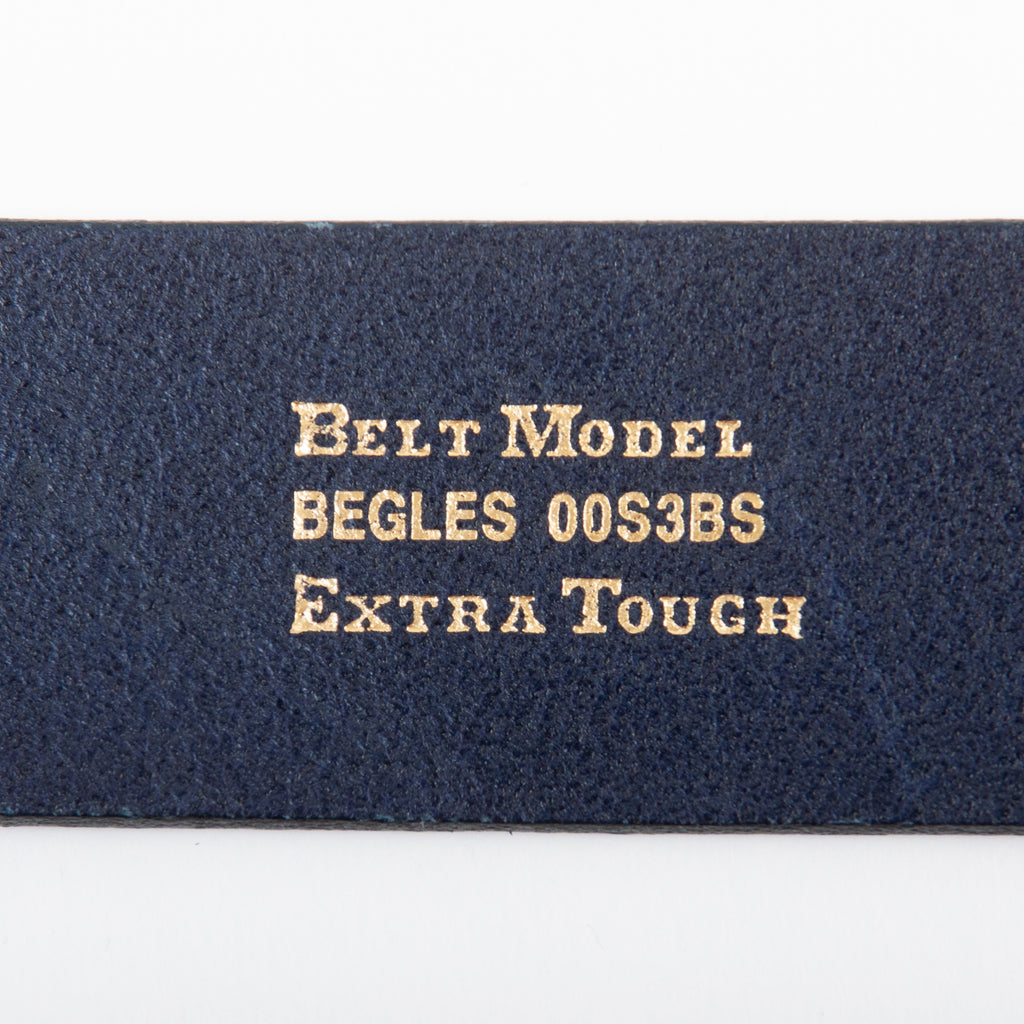 Belt Model
BEGLES 00S3BS
Extra Tough